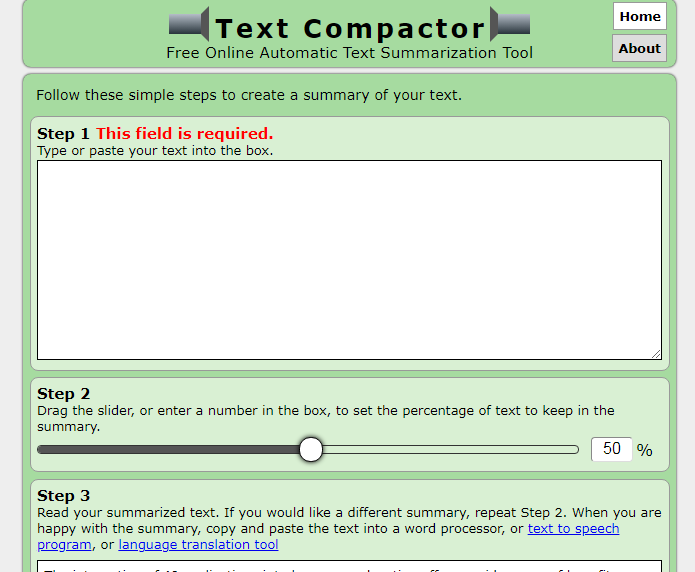 Text Compactor
Free Online Automatic Text Summarization Tool
Home
About
Follow these simple steps to create a summary of your text.
Step 1 This field is required.
Type or paste your text into the box.
Step 2
Drag the slider, or enter a number in the box, to set the percentage of text to keep in the
summary.
50 %
Step 3
Read your summarized text. If you would like a different summary, repeat Step 2. When you are
happy with the summary, copy and paste the text into a word processor, or text to speech
program, or language translation tool